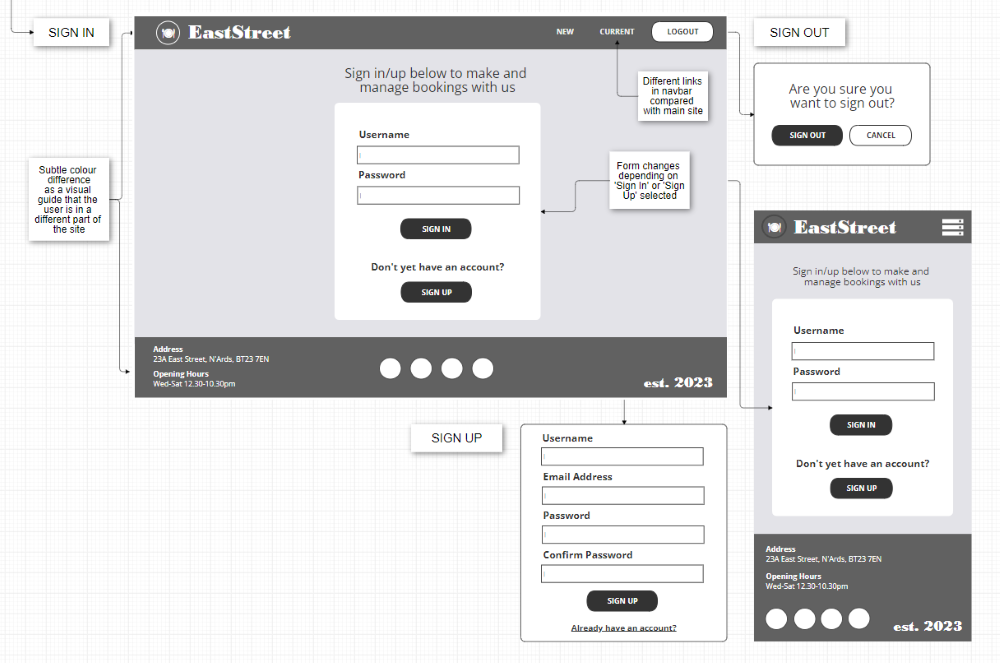 SIGN IN
EastStreet
NEW
CURRENT
LOGOUT
SIGN OUT
Sign in/up below to make and
manage bookings with us
Different links
in navbar
compared
with main site
Are you sure you
want to sign out?
SIGN OUT
CANCEL
Username
Password
SIGN IN
Don't yet have an account?
SIGN UP
Form changes
depending on
'Sign In' or 'Sign
Up' selected
Subtle colour
difference
as a visual
guide that the
user is in a
different part of
the site
Address
23A East Street, N'Ards, BT23 7EN
Opening Hours
Wed-Sat 12.30-10.30pm
est. 2023
EastStreet
Sign in/up below to make and
manage bookings with us
Username
Password
SIGN IN
Don't yet have an account?
SIGN UP
Address
23A East Street, N'Ards, BT23 7EN
Opening Hours
Wed-Sat 12.30-10.30pm
est. 2023
SIGN UP
Username
Email Address
Password
Confirm Password
SIGN UP
Already have an account?